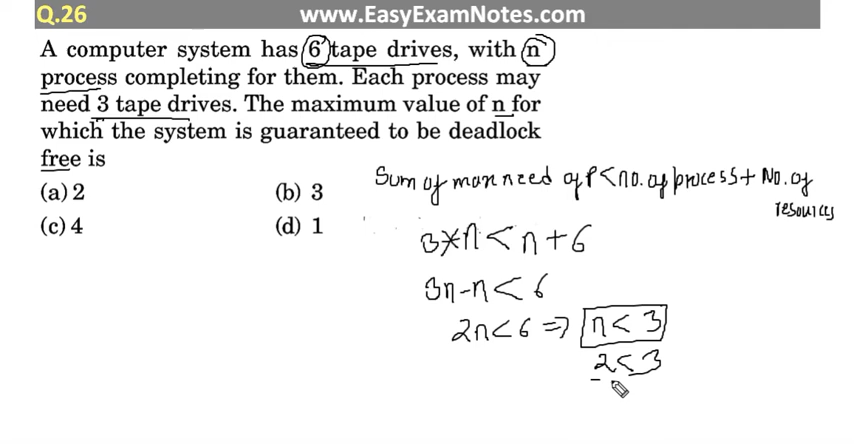 Q.26
www.EasyExamNotes.com
A computer system has 6 tape drives, with n
process completing for them. Each process may
need 3 tape drives. The maximum value of n for
which the system is guaranteed to be deadlock
free is
(a) 2
(b) 3
(c) 4
(d) 1
Sum of max need of P < no. of process + No. of
resources
3*n < n + 6
3n - n < 6
2n < 6 ⇒ n < 3
2 < 3